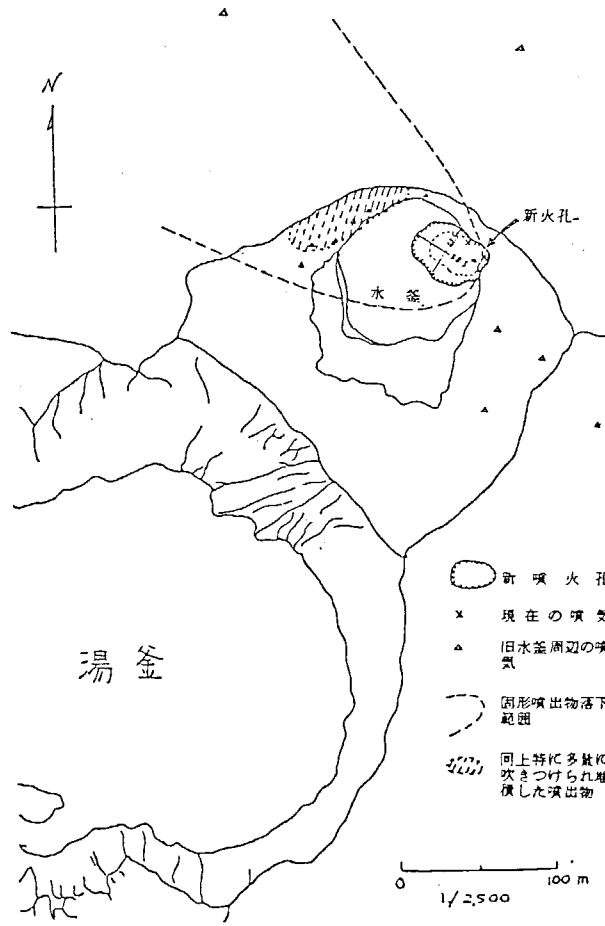 N
新火孔
水釜
湯釜
新噴火孔
× 現在の噴気
△ 旧水釜周辺の噴
気
固形噴出物落下
範囲
同上特に多量に
吹きつけられ堆
積した噴出物
0 100 m
1/2,500